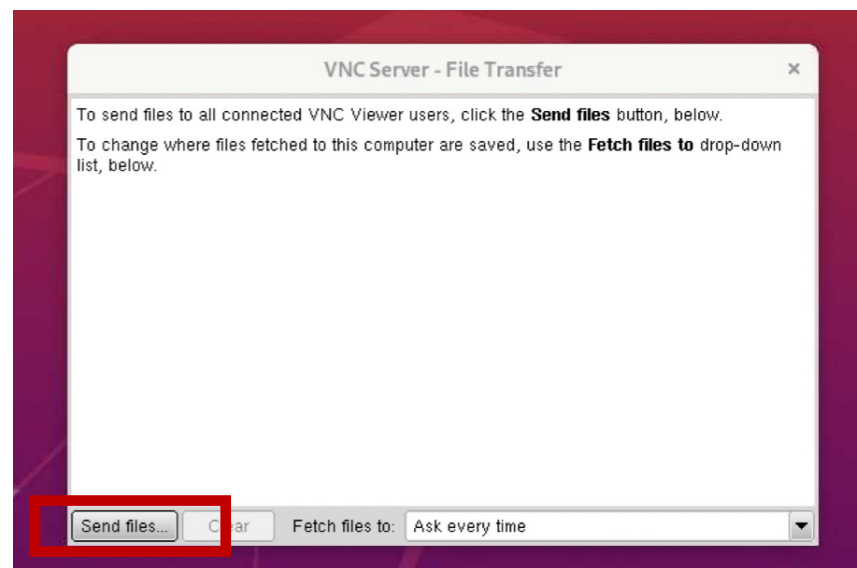 VNC Server - File Transfer
To send files to all connected VNC Viewer users, click the Send files button, below.
To change where files fetched to this computer are saved, use the Fetch files to drop-down
list, below.
Send files... Clear Fetch files to: Ask every time